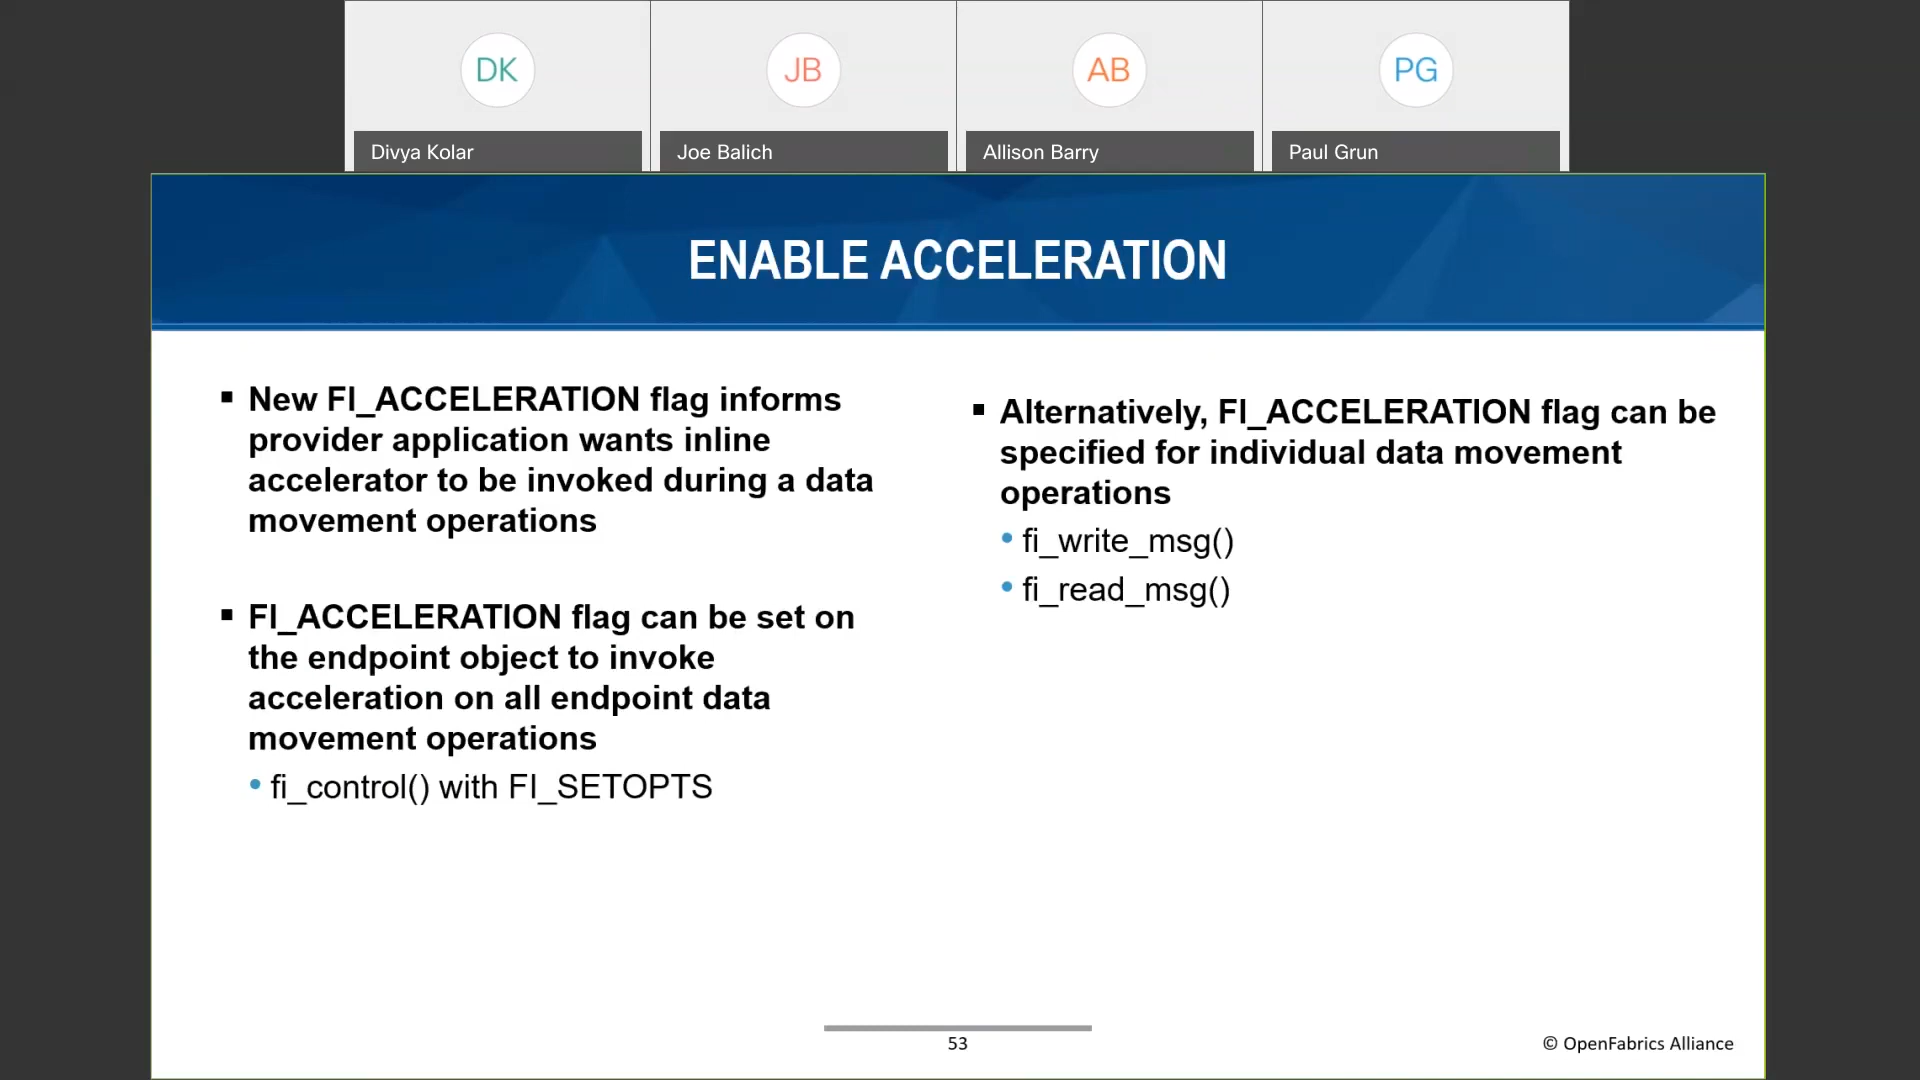 DK
JB
AB
PG
Divya Kolar
Joe Balich
Allison Barry
Paul Grun
ENABLE ACCELERATION
▪ New FI_ACCELERATION flag informs
provider application wants inline
accelerator to be invoked during a data
movement operations
▪ FI_ACCELERATION flag can be set on
the endpoint object to invoke
acceleration on all endpoint data
movement operations
• fi_control() with FI_SETOPTS
▪ Alternatively, FI_ACCELERATION flag can be
specified for individual data movement
operations
• fi_write_msg()
• fi_read_msg()
53
© OpenFabrics Alliance